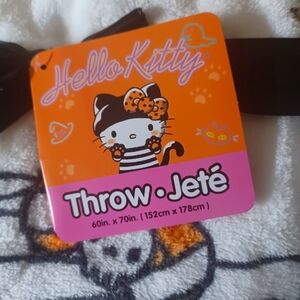 Hello Kitty
Throw • Jeté
60in. x 70in. ( 152cm x 178cm )